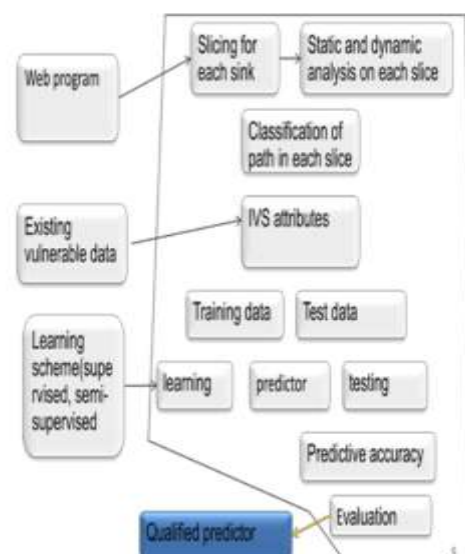 Web program
Slicing for
each sink
Static and dynamic
analysis on each slice
Classification of
path in each slice
Existing
vulnerable data
IVS attributes
Training data
Test data
Learning
scheme(supe
rvised, semi-
supervised
learning
predictor
testing
Predictive accuracy
Evaluation
Qualified predictor